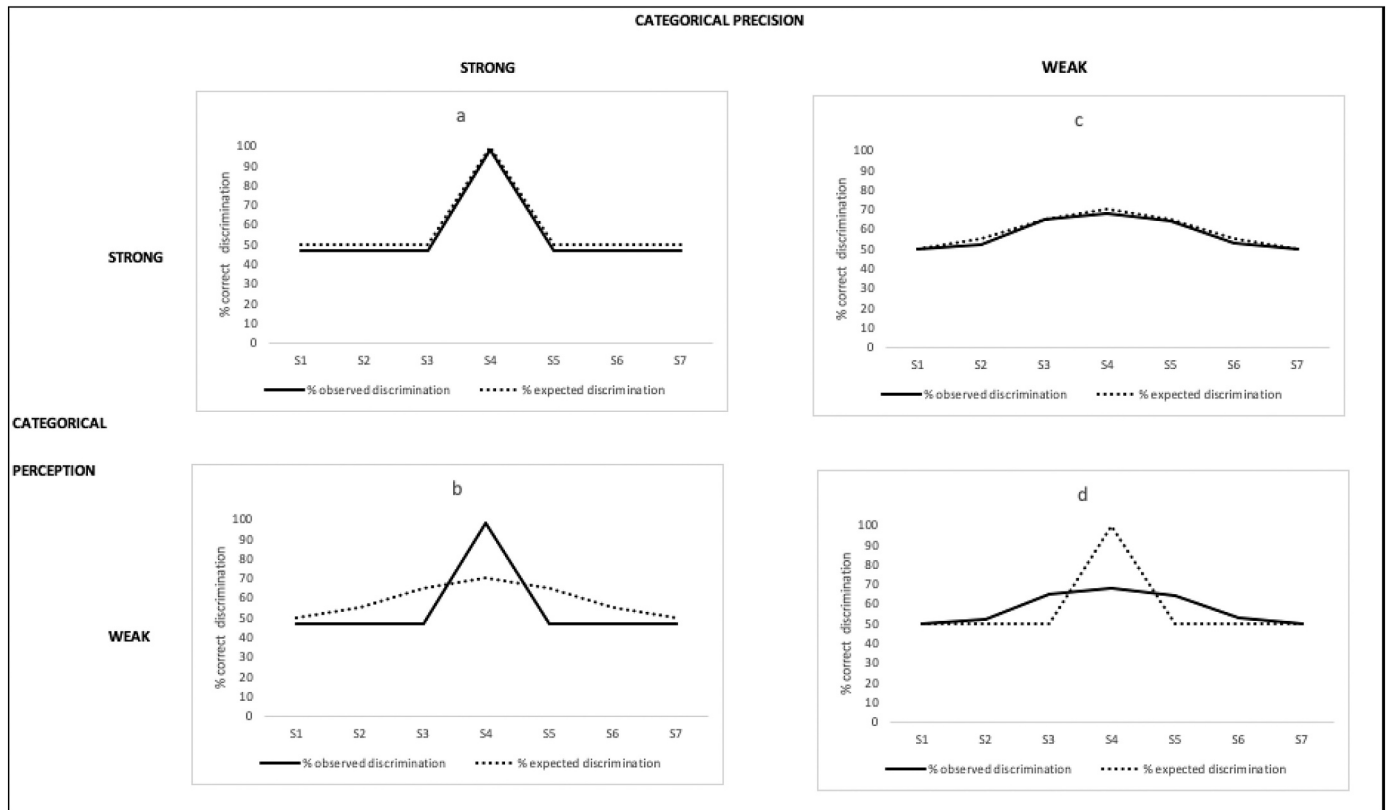 CATEGORICAL PRECISION
STRONG
WEAK
a
% correct discrimination
100
90
80
70
60
50
40
30
20
10
0
S1 S2 S3 S4 S5 S6 S7
% observed discrimination % expected discrimination
c
% correct discrimination
100
90
80
70
60
50
40
30
20
10
0
S1 S2 S3 S4 S5 S6 S7
% observed discrimination % expected discrimination
STRONG
CATEGORICAL
PERCEPTION
b
% correct discrimination
100
90
80
70
60
50
40
30
20
10
0
S1 S2 S3 S4 S5 S6 S7
% observed discrimination % expected discrimination
d
% correct discrimination
100
90
80
70
60
50
40
30
20
10
0
S1 S2 S3 S4 S5 S6 S7
% observed discrimination % expected discrimination
WEAK